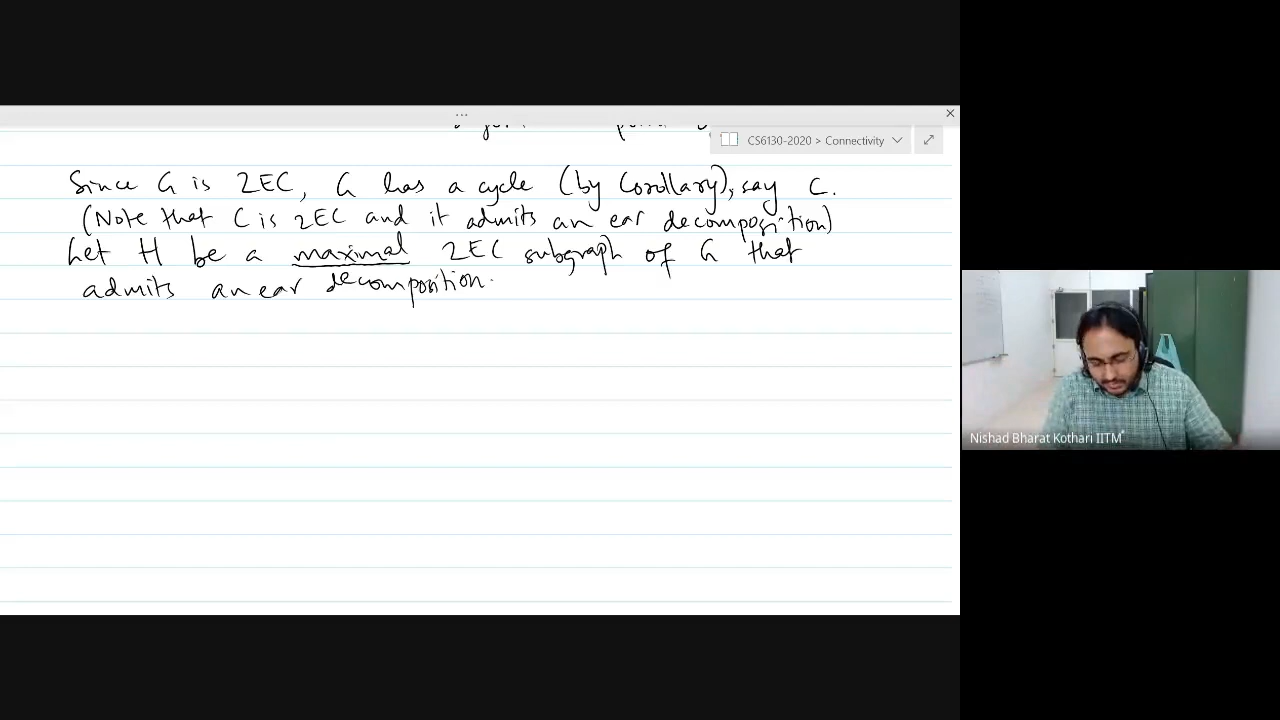 CS6130-2020 > Connectivity
Since G is 2EC, G has a cycle (by Corollary), say C.
(Note that C is 2EC and it admits an ear decomposition)
Let H be a maximal 2EC subgraph of G that
admits an ear decomposition.
Nishad Bharat Kothari IITM